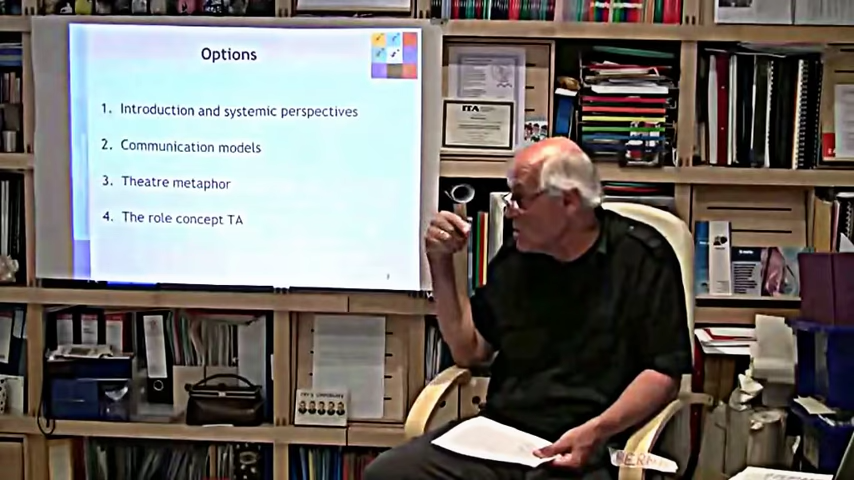 Options
1. Introduction and systemic perspectives
2. Communication models
3. Theatre metaphor
4. The role concept TA
ITA